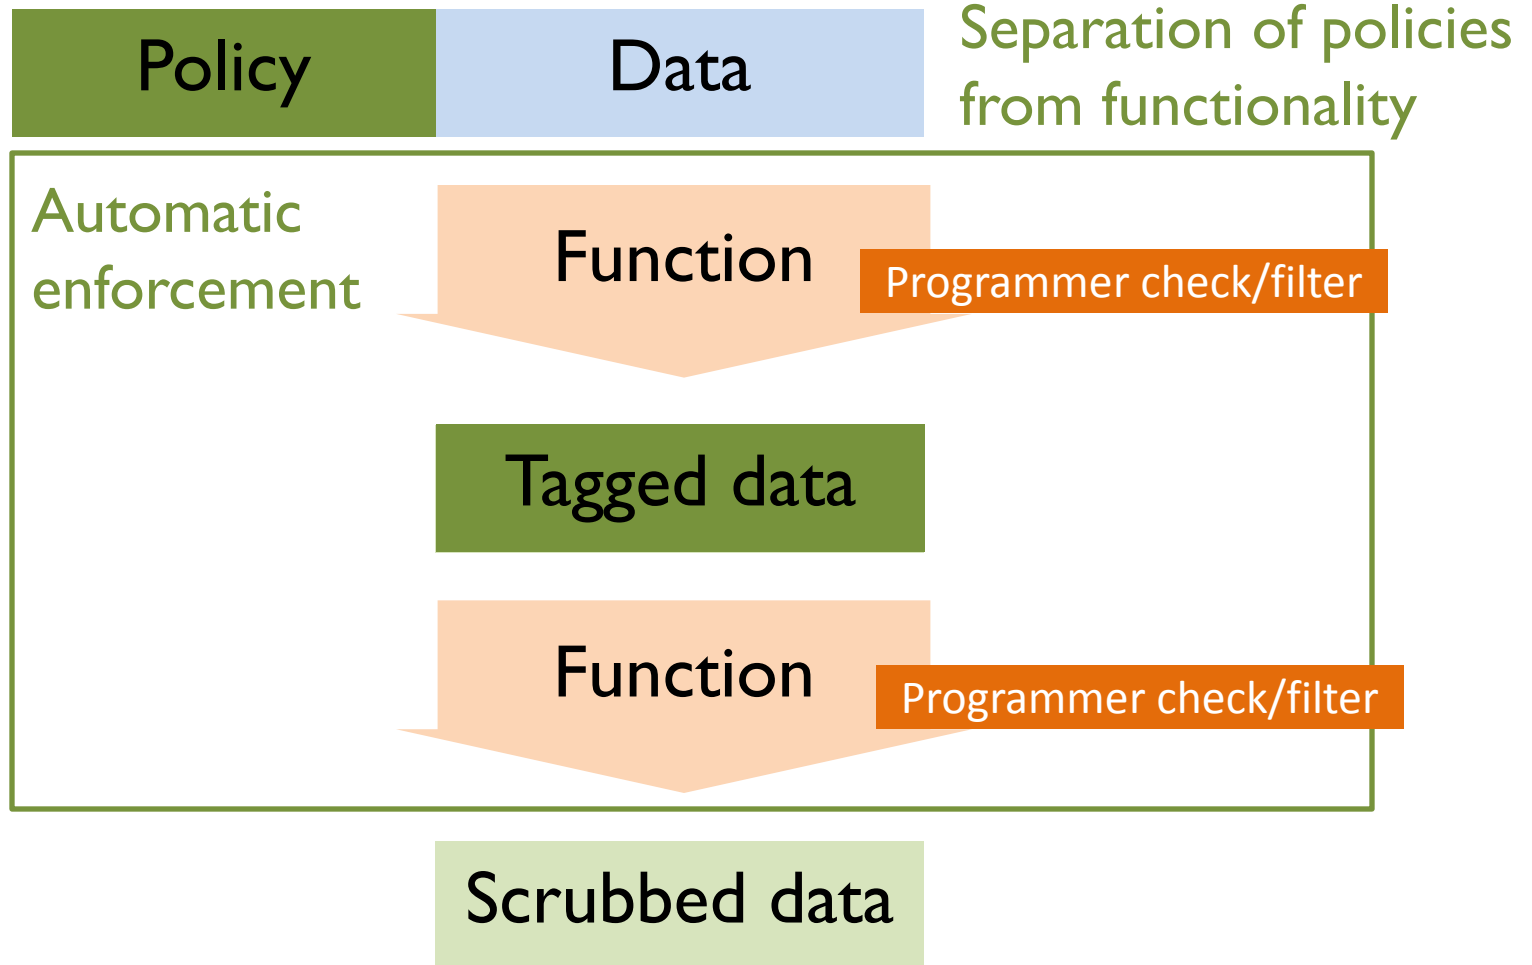 Policy
Data
Separation of policies
from functionality
Automatic
enforcement
Function
Programmer check/filter
Tagged data
Function
Programmer check/filter
Scrubbed data